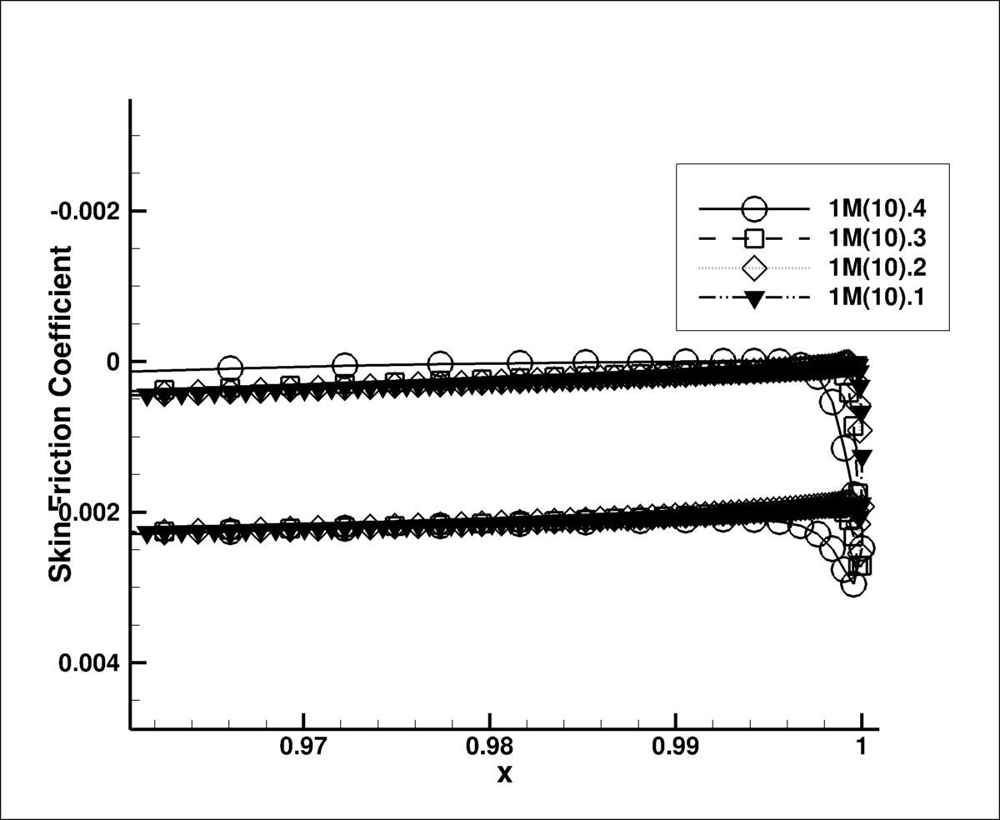 1M(10).4
1M(10).3
1M(10).2
1M(10).1
Skin-Friction Coefficient
-0.002
0
0.002
0.004
0.97
0.98
0.99
1
x